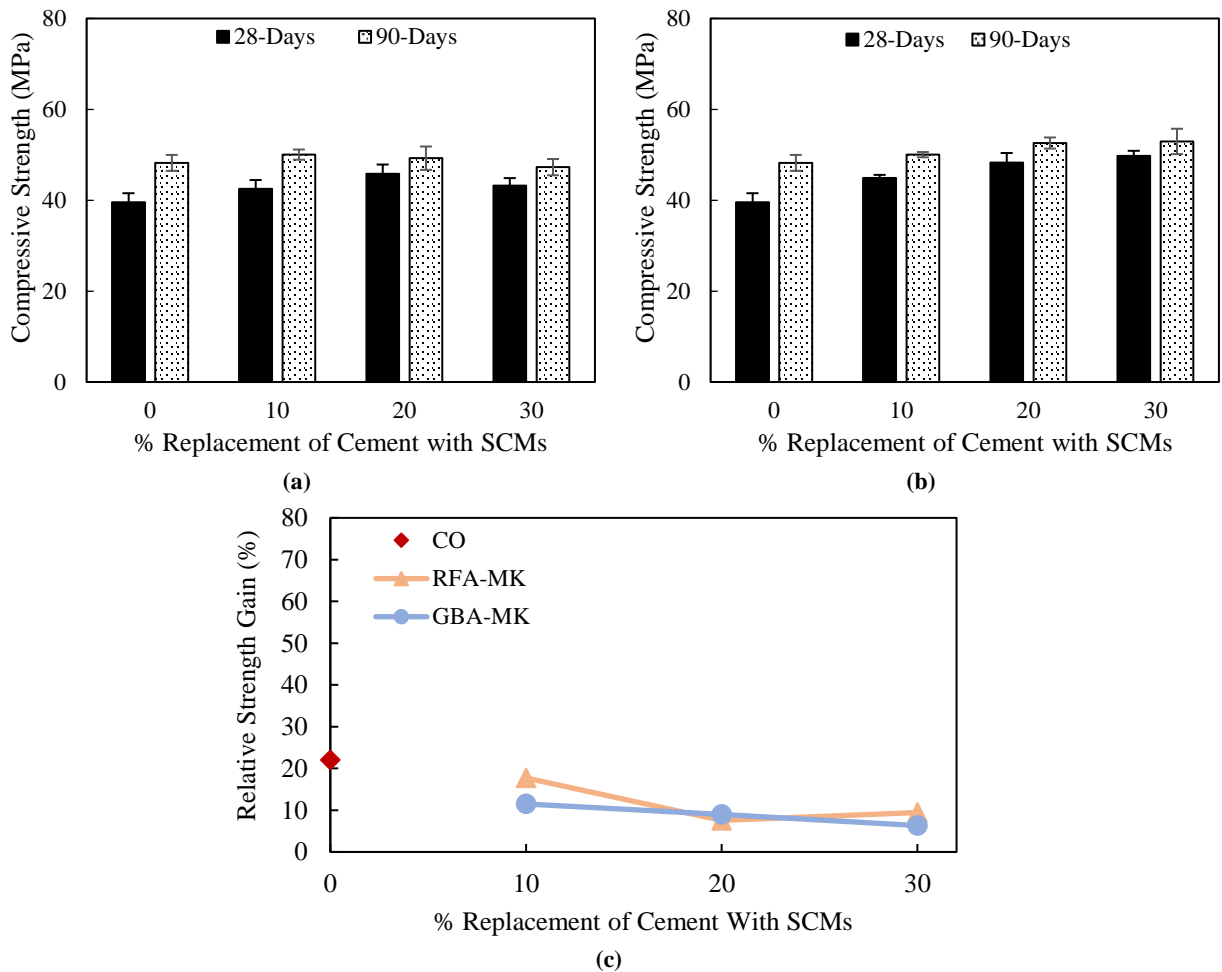 80
60
40
20
0
Compressive Strength (MPa)
28-Days 90-Days
0 10 20 30
% Replacement of Cement with SCMs
(a)
80
60
40
20
0
Compressive Strength (MPa)
28-Days 90-Days
0 10 20 30
% Replacement of Cement with SCMs
(b)
80
70
60
50
40
30
20
10
0
Relative Strength Gain (%)
CO
RFA-MK
GBA-MK
0 10 20 30
% Replacement of Cement With SCMs
(c)